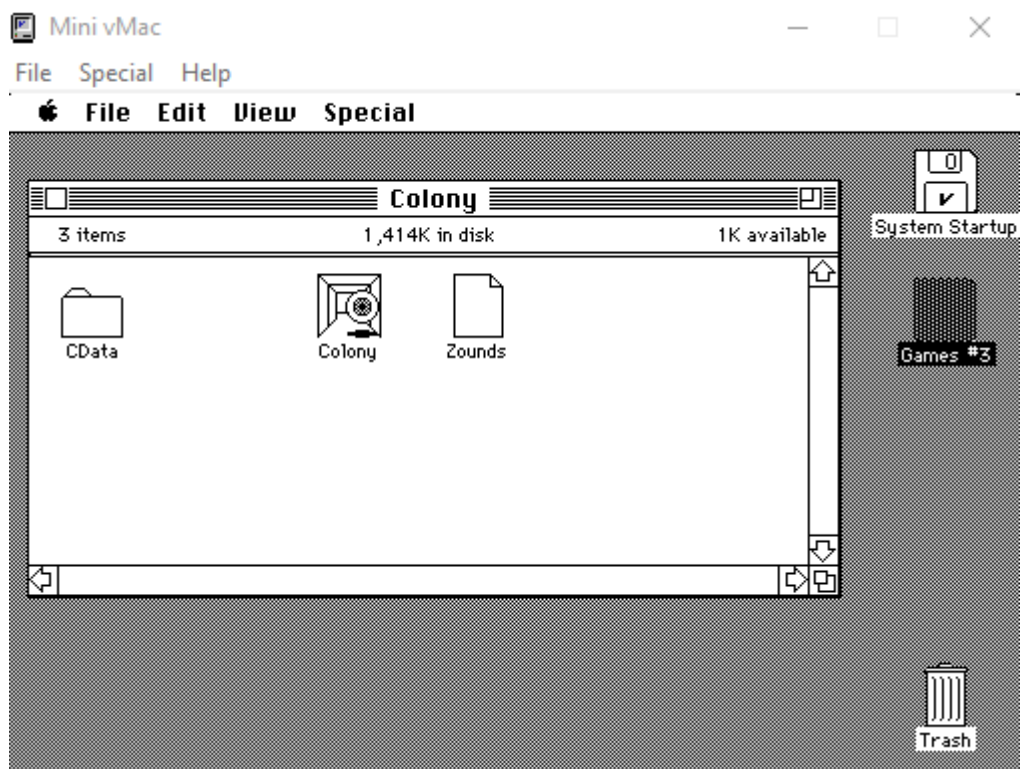 Mini vMac
File Special Help
File Edit View Special
Colony
3 items 1,414K in disk 1K available
CData Colony Zounds
System Startup
Games #3
Trash